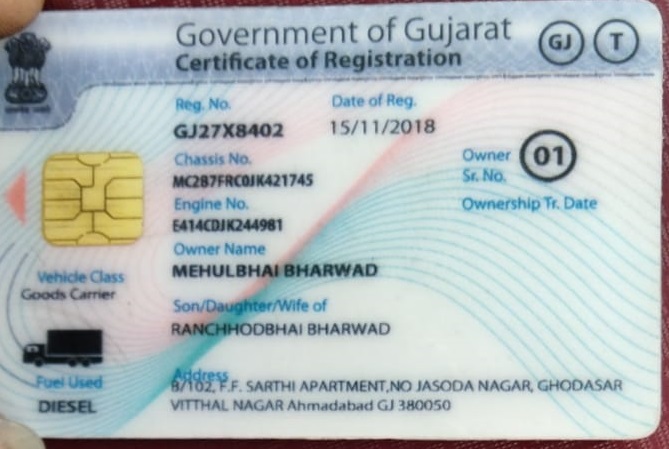 Government of Gujarat
Certificate of Registration
GJ T
Reg. No. Date of Reg.
GJ27X8402 15/11/2018
Chassis No.
MC2B7FRC0JK421745
Owner Sr. No. 01
Engine No.
E414CDJK244981
Ownership Tr. Date
Owner Name
MEHULBHAI BHARWAD
Vehicle Class
Goods Carrier
Son/Daughter/Wife of
RANCHHODBHAI BHARWAD
Fuel Used
DIESEL
Address
B/102, F.F. SARTHI APARTMENT,NO JASODA NAGAR, GHODASAR
VITTHAL NAGAR Ahmadabad GJ 380050